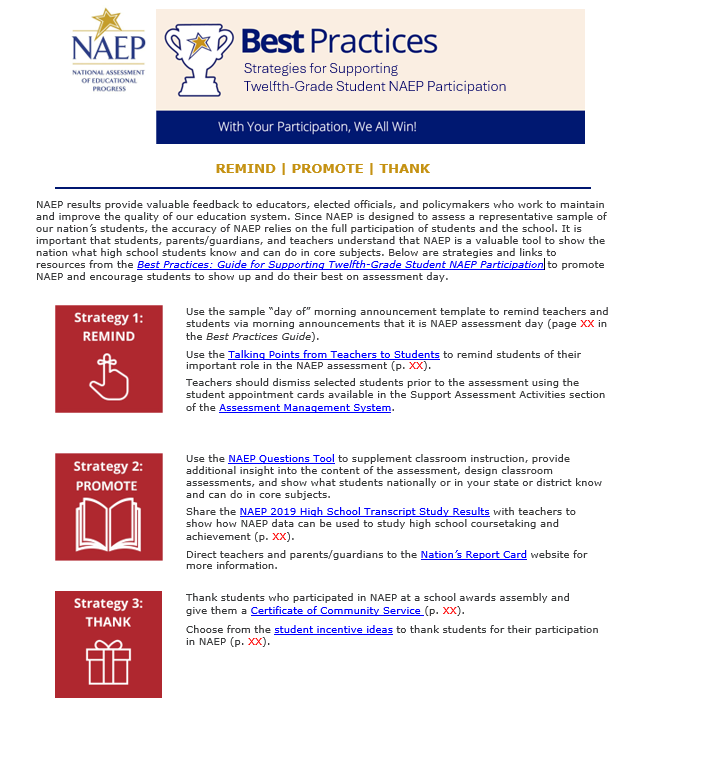 NAEP
NATIONAL ASSESSMENT
OF EDUCATIONAL
PROGRESS
Best Practices
Strategies for Supporting
Twelfth-Grade Student NAEP Participation
With Your Participation, We All Win!
REMIND | PROMOTE | THANK
NAEP results provide valuable feedback to educators, elected officials, and policymakers who work to maintain
and improve the quality of our education system. Since NAEP is designed to assess a representative sample of
our nation’s students, the accuracy of NAEP relies on the full participation of students and the school. It is
important that students, parents/guardians, and teachers understand that NAEP is a valuable tool to show the
nation what high school students know and can do in core subjects. Below are strategies and links to
resources from the Best Practices: Guide for Supporting Twelfth-Grade Student NAEP Participation to promote
NAEP and encourage students to show up and do their best on assessment day.
Strategy 1:
REMIND
Use the sample “day of” morning announcement template to remind teachers and
students via morning announcements that it is NAEP assessment day (page XX in
the Best Practices Guide).
Use the Talking Points from Teachers to Students to remind students of their
important role in the NAEP assessment (p. XX).
Teachers should dismiss selected students prior to the assessment using the
student appointment cards available in the Support Assessment Activities section
of the Assessment Management System.
Strategy 2:
PROMOTE
Use the NAEP Questions Tool to supplement classroom instruction, provide
additional insight into the content of the assessment, design classroom
assessments, and show what students nationally or in your state or district know
and can do in core subjects.
Share the NAEP 2019 High School Transcript Study Results with teachers to
show how NAEP data can be used to study high school coursetaking and
achievement (p. XX).
Direct teachers and parents/guardians to the Nation’s Report Card website for
more information.
Strategy 3:
THANK
Thank students who participated in NAEP at a school awards assembly and
give them a Certificate of Community Service (p. XX).
Choose from the student incentive ideas to thank students for their participation
in NAEP (p. XX).